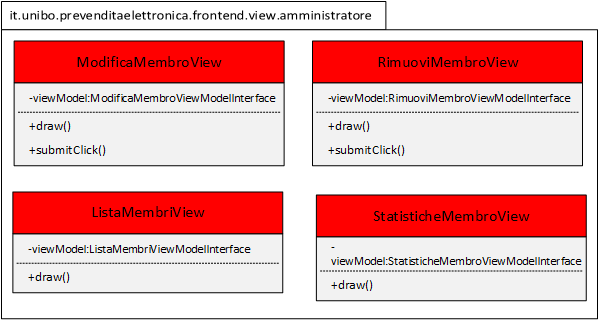 it.unibo.prevenditaelettronica.frontend.view.amministratore
ModificaMembroView
-viewModel:ModificaMembroViewModelInterface
+draw()
+submitClick()
RimuoviMembroView
-viewModel:RimuoviMembroViewModelInterface
+draw()
+submitClick()
ListaMembriView
-viewModel:ListaMembriViewModelInterface
+draw()
StatisticheMembroView
-
viewModel:StatisticheMembroViewModelInterface
+draw()